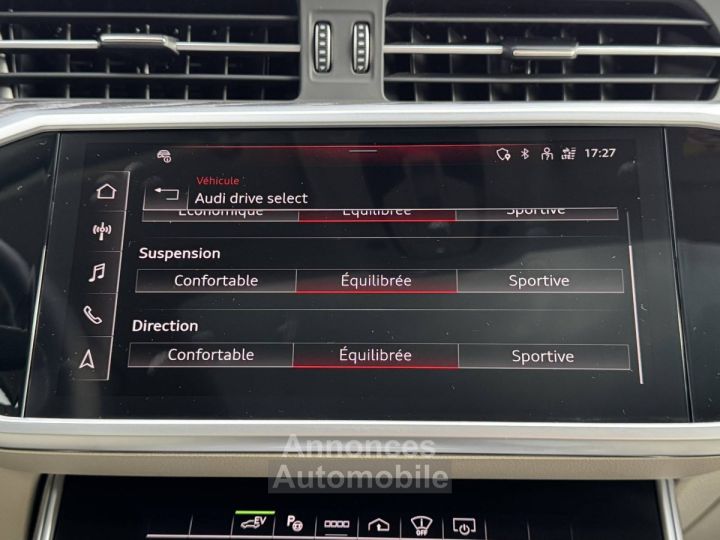 17:27
Véhicule
Audi drive select
Économique Équilibrée Sportive
Suspension
Confortable Équilibrée Sportive
Direction
Confortable Équilibrée Sportive
Annonces
Automobile
EV P
OFF